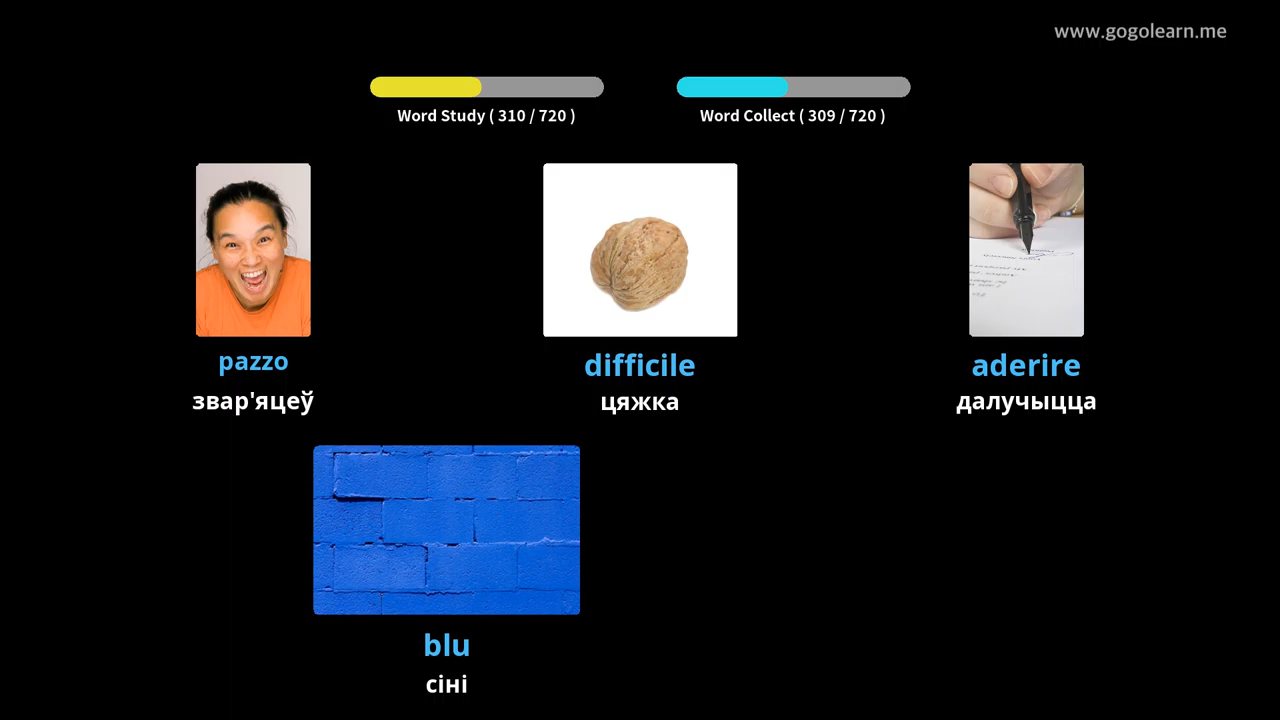 www.gogolearn.me
Word Study ( 310 / 720 )
Word Collect ( 309 / 720 )
pazzo
звар'яцеў
difficile
цяжка
aderire
далучыцца
blu
сіні